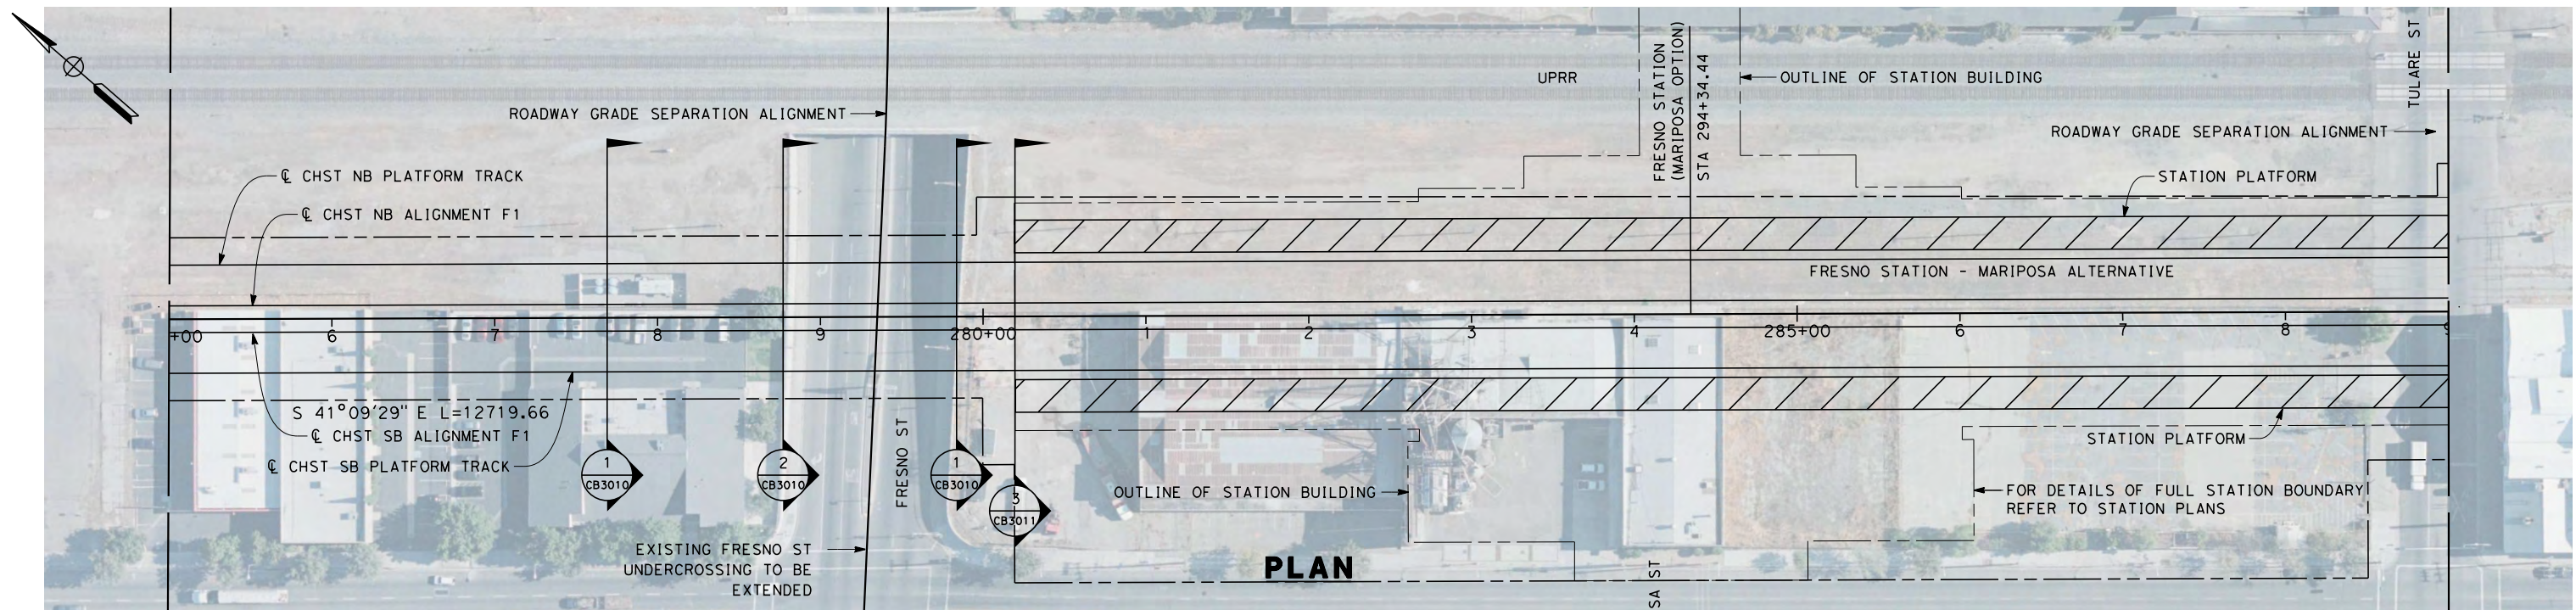 TULARE ST
FRESNO STATION
(MARIPOSA OPTION)
STA 294+34.44
UPRR
OUTLINE OF STATION BUILDING
ROADWAY GRADE SEPARATION ALIGNMENT
ROADWAY GRADE SEPARATION ALIGNMENT
℄ CHST NB PLATFORM TRACK
STATION PLATFORM
℄ CHST NB ALIGNMENT F1
FRESNO STATION - MARIPOSA ALTERNATIVE
+00 6 7 8 9 280+00 1 2 3 4 285+00 6 7 8 9
S 41°09'29" E L=12719.66
℄ CHST SB ALIGNMENT F1
℄ CHST SB PLATFORM TRACK
FRESNO ST
STATION PLATFORM
1
CB3010
2
CB3010
1
CB3010
3
CB3011
OUTLINE OF STATION BUILDING
FOR DETAILS OF FULL STATION BOUNDARY
REFER TO STATION PLANS
EXISTING FRESNO ST
UNDERCROSSING TO BE
EXTENDED
PLAN
SA ST